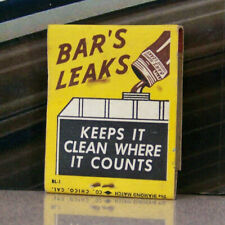 BAR'S
LEAKS
KEEPS IT
CLEAN WHERE
IT COUNTS
BL-1
THE DIAMOND MATCH CO., CHICO, CAL.